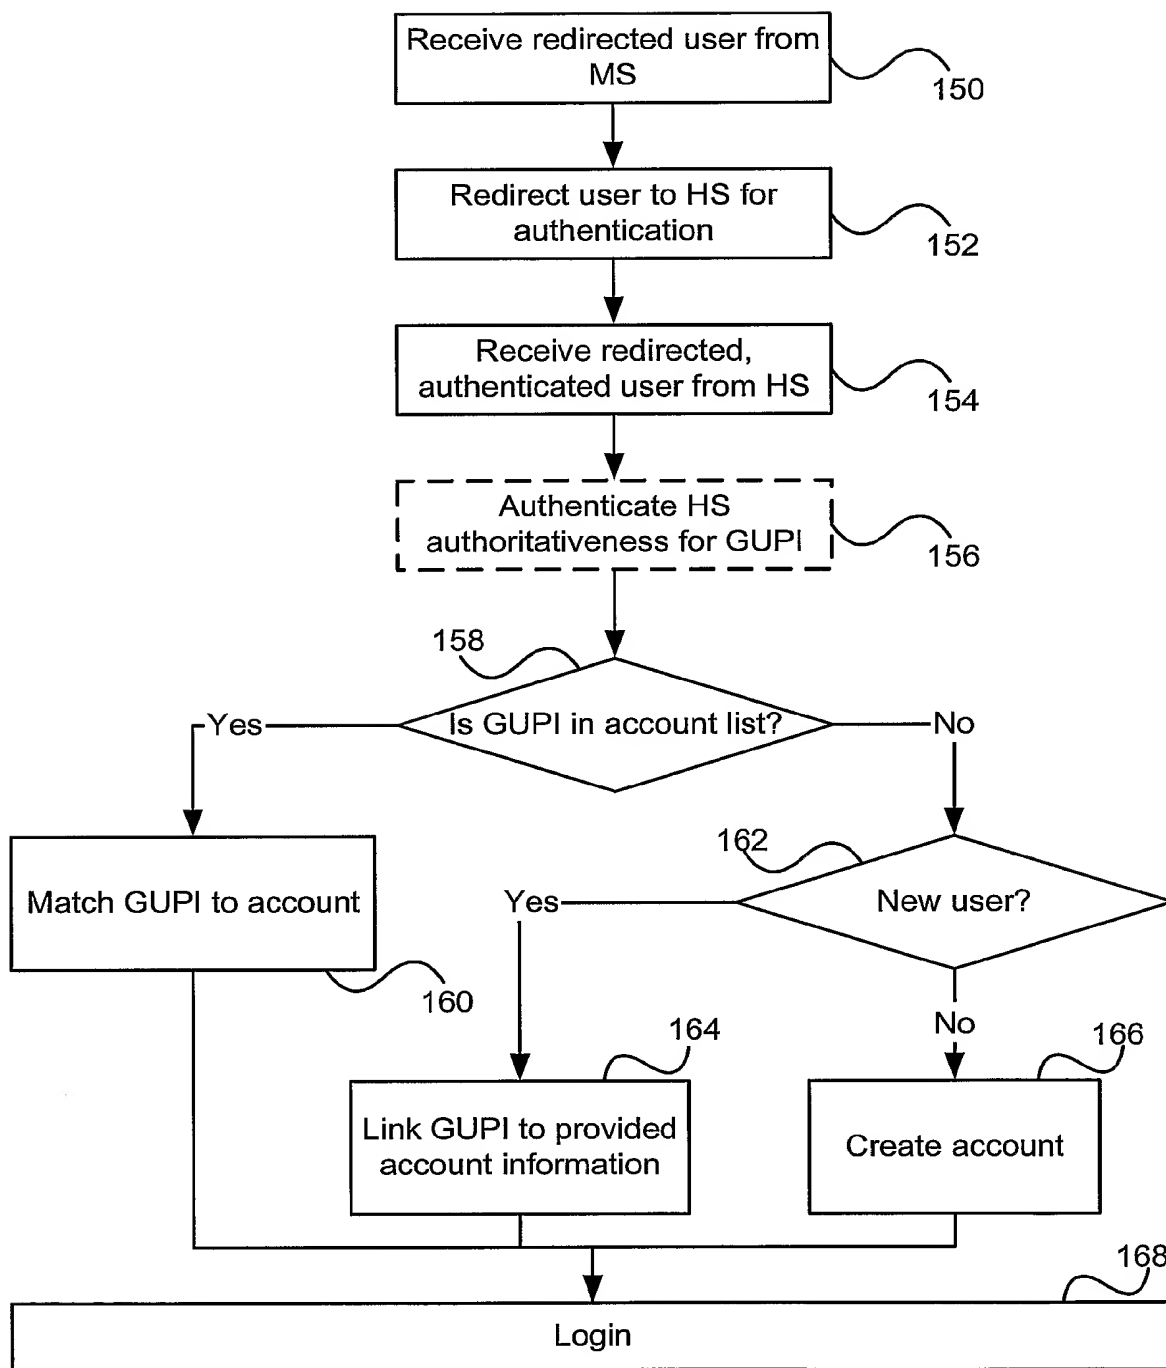 Receive redirected user from
MS
150
Redirect user to HS for
authentication
152
Receive redirected,
authenticated user from HS
154
Authenticate HS
authoritativeness for GUPI
156
158
Is GUPI in account list?
Yes
No
Match GUPI to account
160
162
New user?
Yes
No
164
Link GUPI to provided
account information
166
Create account
168
Login